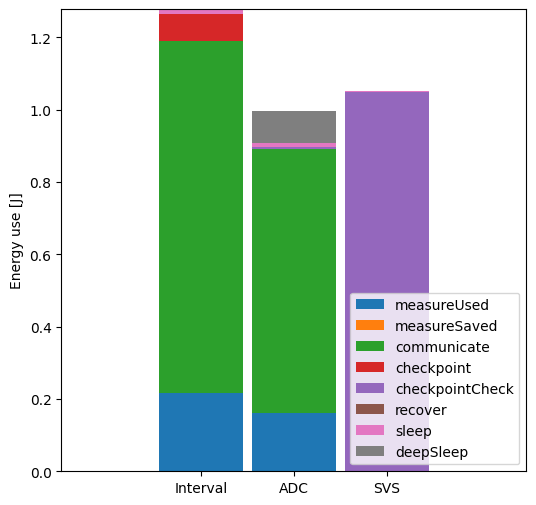 Energy use [J]
1.2
1.0
0.8
0.6
0.4
0.2
0.0
Interval
ADC
SVS
measureUsed
measureSaved
communicate
checkpoint
checkpointCheck
recover
sleep
deepSleep